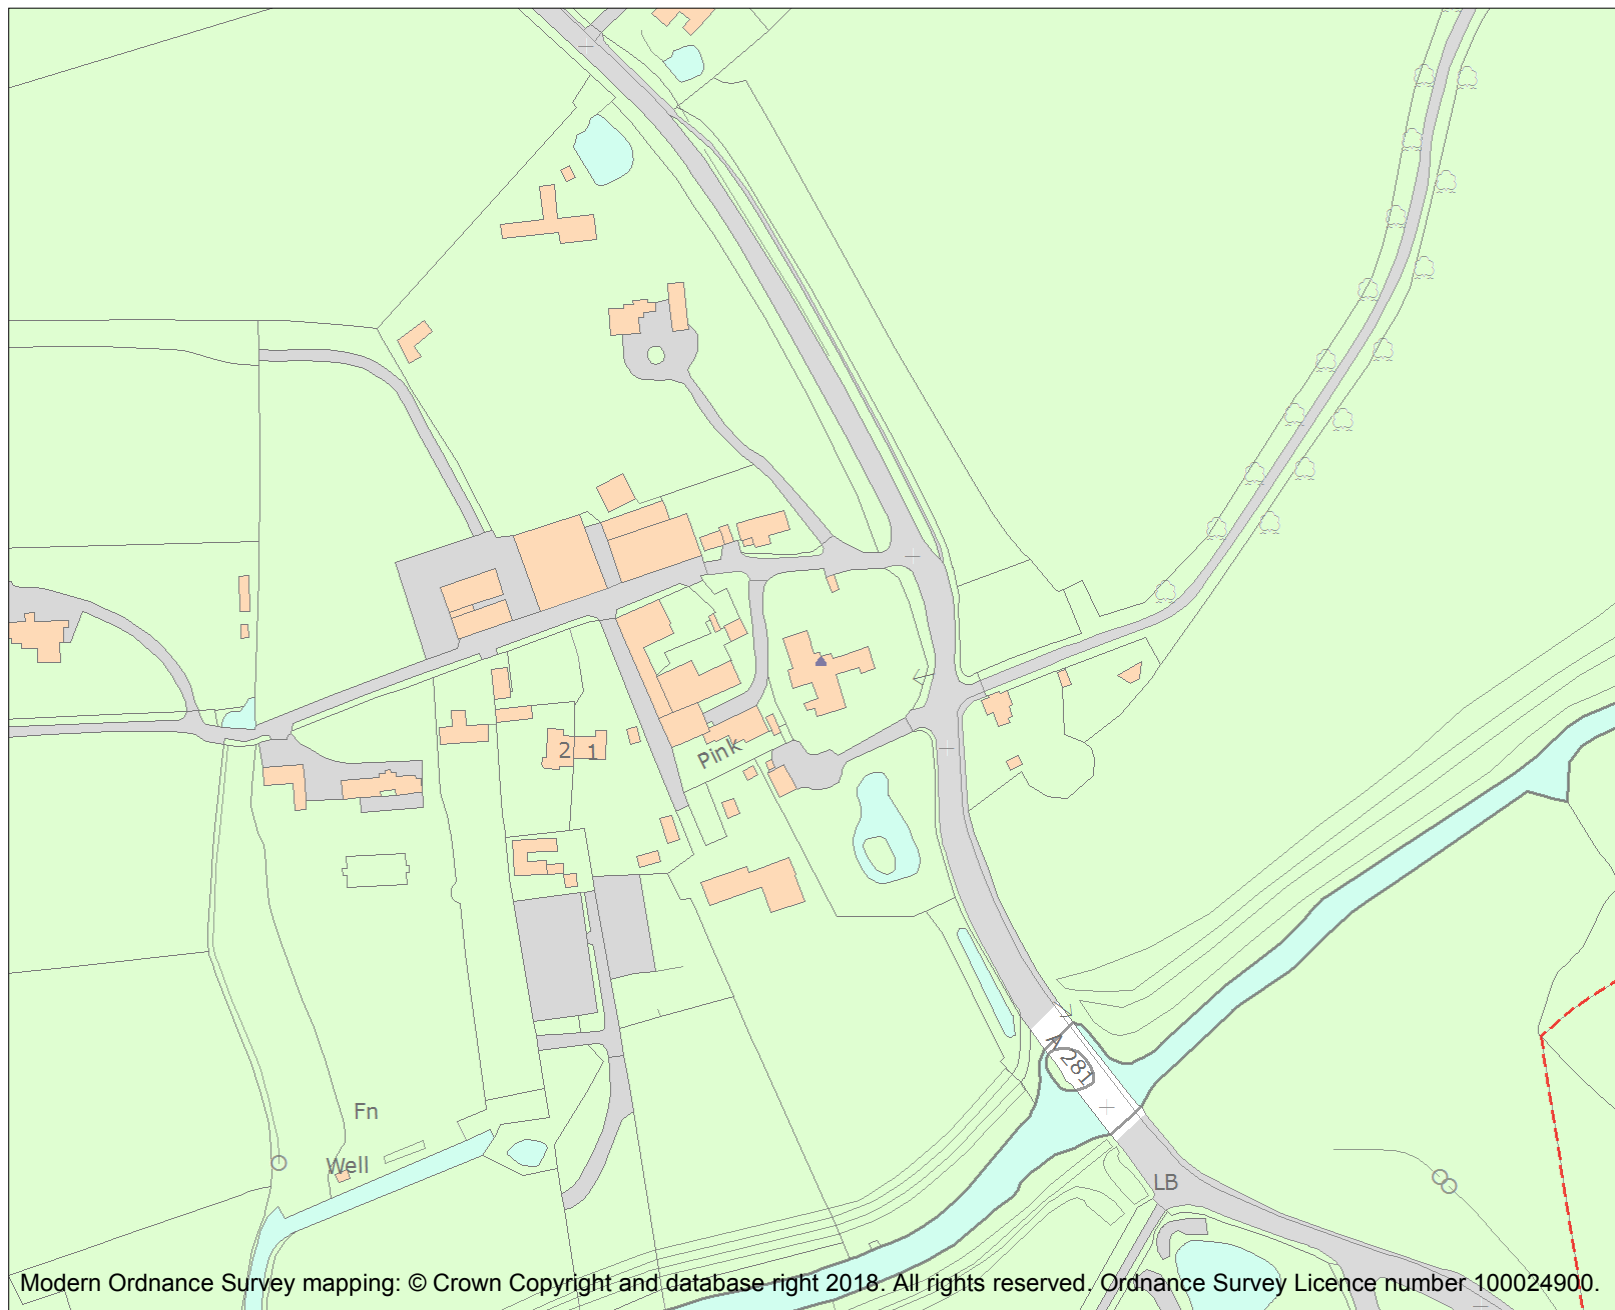 2
1
Pink
A 281
Fn
Well
LB
Modern Ordnance Survey mapping: © Crown Copyright and database right 2018. All rights reserved. Ordnance Survey Licence number 100024900.